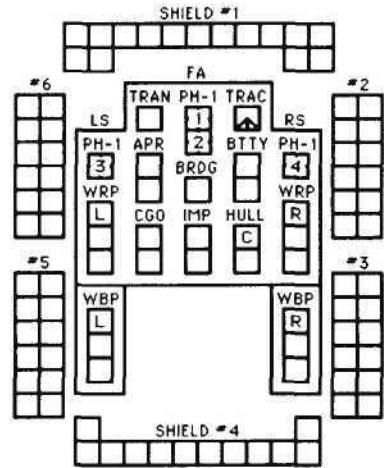 SHIELD #1
FA
#6
TRAN PH-1 TRAC
#2
LS
1
RS
2
PH-1 APR
BTTY PH-1
3
BRDG
4
WRP
WRP
L
CGO IMP HULL
R
C
#5
#3
WBP
WBP
L
R
SHIELD #4